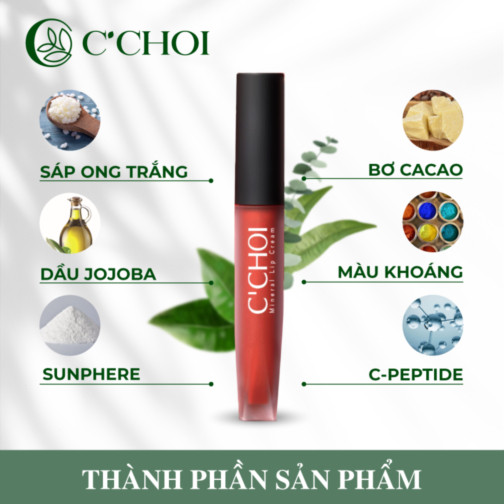 C'CHOI
SÁP ONG TRẮNG
BƠ CACAO
DẦU JOJOBA
MÀU KHOÁNG
SUNPHERE
C-PEPTIDE
C'CHOI
Mineral Lip Cream
THÀNH PHẦN SẢN PHẨM